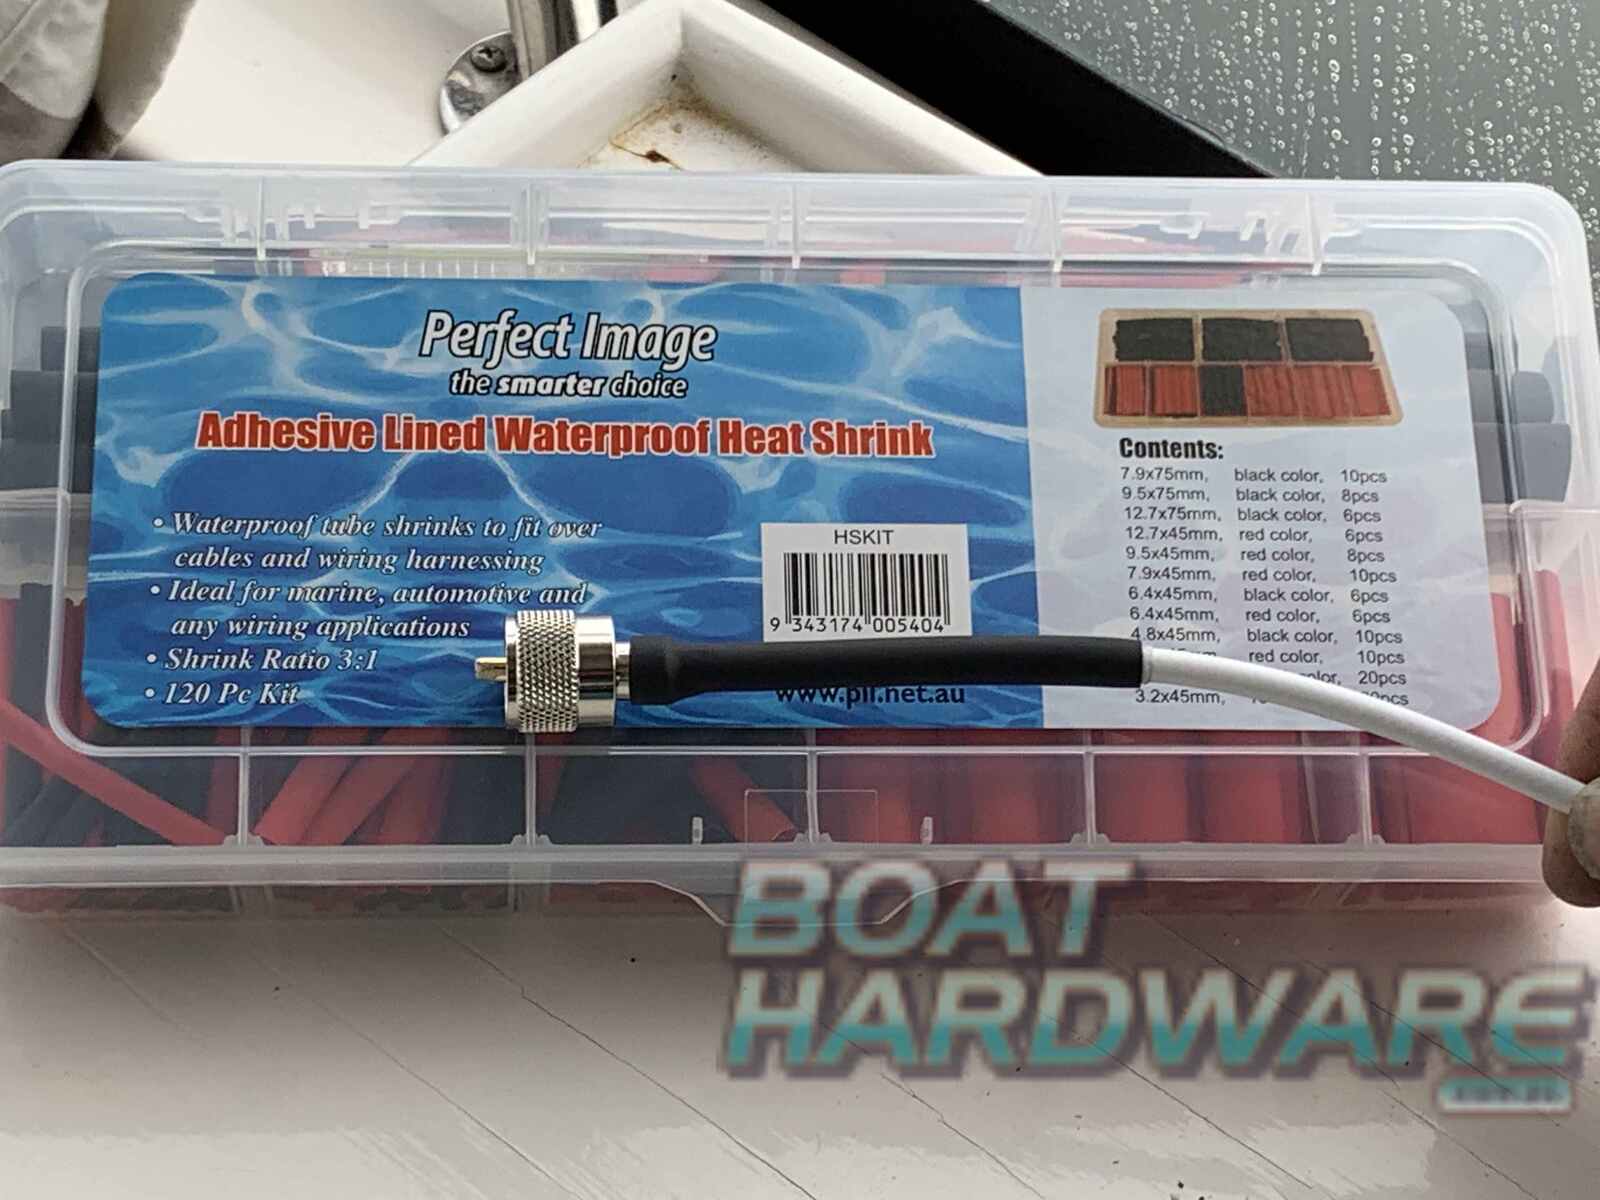 Perfect Image
the smarter choice
Adhesive Lined Waterproof Heat Shrink
• Waterproof tube shrinks to fit over
cables and wiring harnessing
• Ideal for marine, automotive and
any wiring applications
• Shrink Ratio 3:1
• 120 Pc Kit
HSKIT
9 343174 005404
www.pii.net.au
Contents:
7.9x75mm, black color, 10pcs
9.5x75mm, black color, 8pcs
12.7x75mm, black color, 6pcs
12.7x45mm, red color, 6pcs
9.5x45mm, red color, 8pcs
7.9x45mm, red color, 10pcs
6.4x45mm, black color, 6pcs
6.4x45mm, red color, 6pcs
4.8x45mm, black color, 10pcs
red color, 10pcs
20pcs
3.2x45mm,
BOAT
HARDWARE